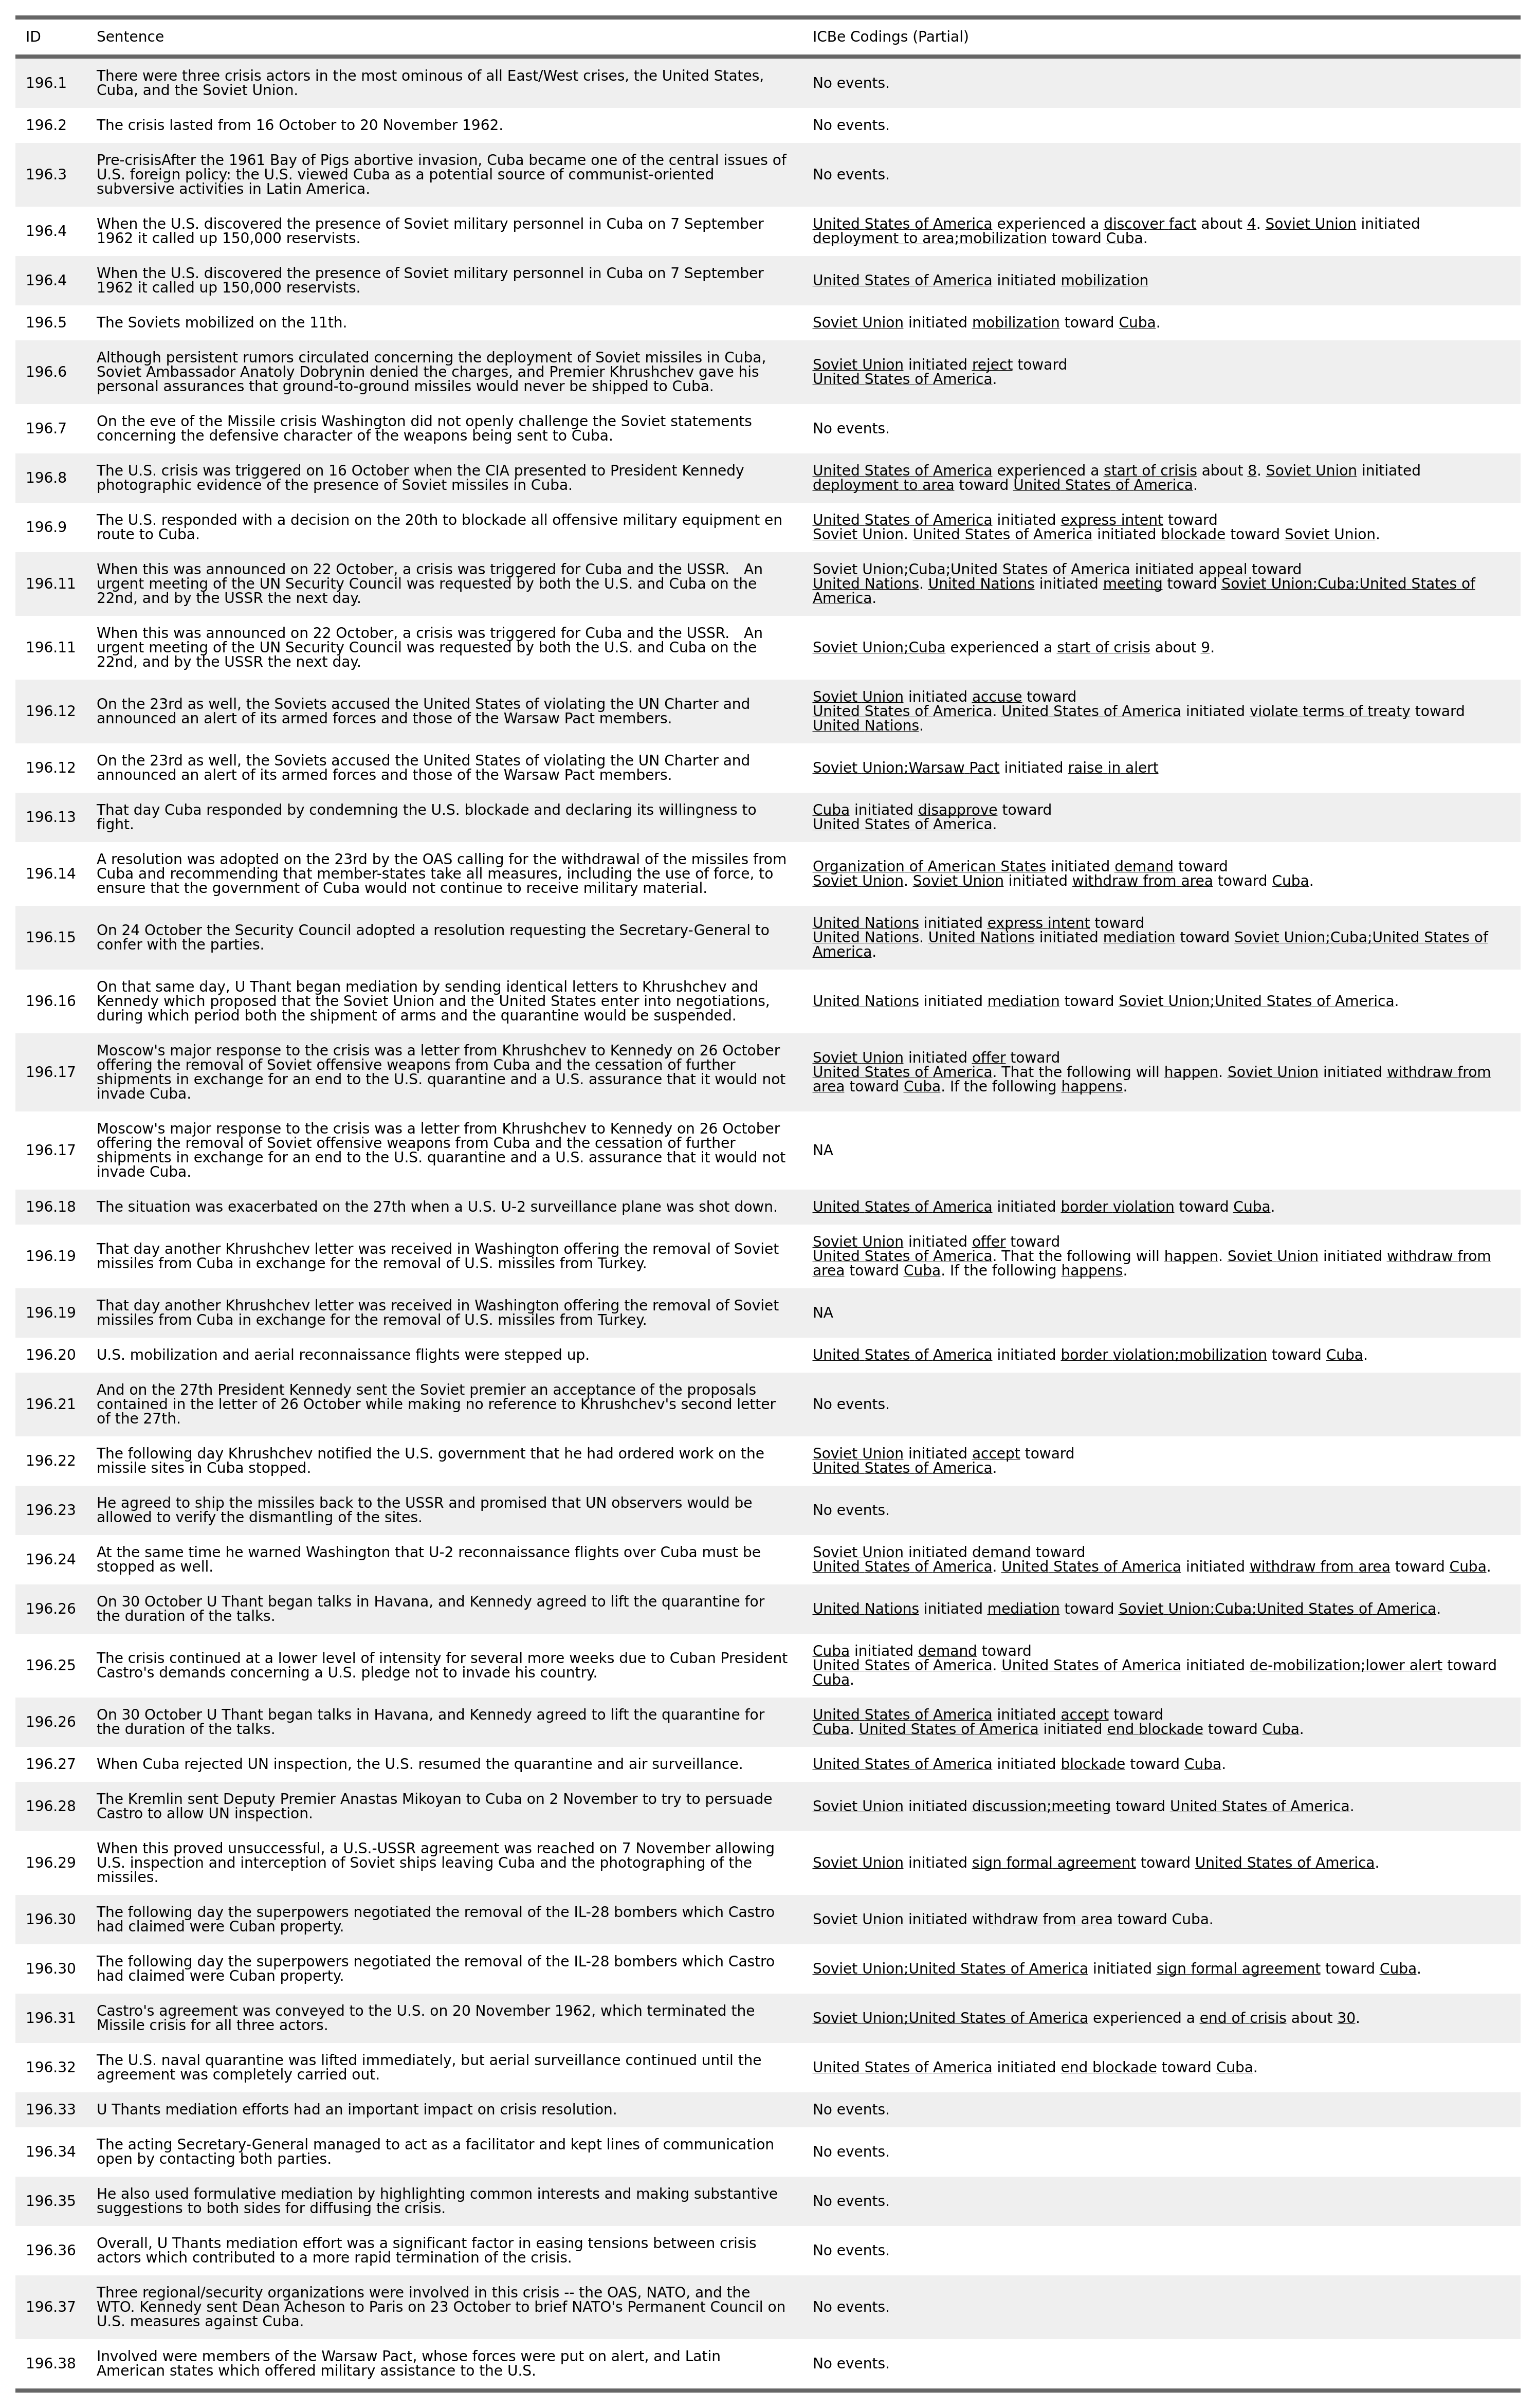 ID Sentence ICBe Codings (Partial)
196.1 There were three crisis actors in the most ominous of all East/West crises, the United States, No events.
Cuba, and the Soviet Union.
196.2 The crisis lasted from 16 October to 20 November 1962. No events.
196.3 Pre-crisisAfter the 1961 Bay of Pigs abortive invasion, Cuba became one of the central issues of
U.S. foreign policy: the U.S. viewed Cuba as a potential source of communist-oriented No events.
subversive activities in Latin America.
196.4 When the U.S. discovered the presence of Soviet military personnel in Cuba on 7 September United States of America experienced a discover fact about 4. Soviet Union initiated
1962 it called up 150,000 reservists. deployment to area;mobilization toward Cuba.
196.4 When the U.S. discovered the presence of Soviet military personnel in Cuba on 7 September United States of America initiated mobilization
1962 it called up 150,000 reservists.
196.5 The Soviets mobilized on the 11th. Soviet Union initiated mobilization toward Cuba.
196.6 Although persistent rumors circulated concerning the deployment of Soviet missiles in Cuba, Soviet Union initiated reject toward
Soviet Ambassador Anatoly Dobrynin denied the charges, and Premier Khrushchev gave his United States of America.
personal assurances that ground-to-ground missiles would never be shipped to Cuba.
196.7 On the eve of the Missile crisis Washington did not openly challenge the Soviet statements No events.
concerning the defensive character of the weapons being sent to Cuba.
196.8 The U.S. crisis was triggered on 16 October when the CIA presented to President Kennedy United States of America experienced a start of crisis about 8. Soviet Union initiated
photographic evidence of the presence of Soviet missiles in Cuba. deployment to area toward United States of America.
196.9 The U.S. responded with a decision on the 20th to blockade all offensive military equipment en United States of America initiated express intent toward
route to Cuba. Soviet Union. United States of America initiated blockade toward Soviet Union.
196.11 When this was announced on 22 October, a crisis was triggered for Cuba and the USSR. An Soviet Union;Cuba;United States of America initiated appeal toward
urgent meeting of the UN Security Council was requested by both the U.S. and Cuba on the United Nations. United Nations initiated meeting toward Soviet Union;Cuba;United States of
22nd, and by the USSR the next day. America.
196.11 When this was announced on 22 October, a crisis was triggered for Cuba and the USSR. An
urgent meeting of the UN Security Council was requested by both the U.S. and Cuba on the Soviet Union;Cuba experienced a start of crisis about 9.
22nd, and by the USSR the next day.
196.12 On the 23rd as well, the Soviets accused the United States of violating the UN Charter and Soviet Union initiated accuse toward
announced an alert of its armed forces and those of the Warsaw Pact members. United States of America. United States of America initiated violate terms of treaty toward
United Nations.
196.12 On the 23rd as well, the Soviets accused the United States of violating the UN Charter and Soviet Union;Warsaw Pact initiated raise in alert
announced an alert of its armed forces and those of the Warsaw Pact members.
196.13 That day Cuba responded by condemning the U.S. blockade and declaring its willingness to Cuba initiated disapprove toward
fight. United States of America.
196.14 A resolution was adopted on the 23rd by the OAS calling for the withdrawal of the missiles from Organization of American States initiated demand toward
Cuba and recommending that member-states take all measures, including the use of force, to Soviet Union. Soviet Union initiated withdraw from area toward Cuba.
ensure that the government of Cuba would not continue to receive military material.
196.15 On 24 October the Security Council adopted a resolution requesting the Secretary-General to United Nations initiated express intent toward
confer with the parties. United Nations. United Nations initiated mediation toward Soviet Union;Cuba;United States of
America.
196.16 On that same day, U Thant began mediation by sending identical letters to Khrushchev and
Kennedy which proposed that the Soviet Union and the United States enter into negotiations, United Nations initiated mediation toward Soviet Union;United States of America.
during which period both the shipment of arms and the quarantine would be suspended.
196.17 Moscow's major response to the crisis was a letter from Khrushchev to Kennedy on 26 October Soviet Union initiated offer toward
offering the removal of Soviet offensive weapons from Cuba and the cessation of further United States of America. That the following will happen. Soviet Union initiated withdraw from
shipments in exchange for an end to the U.S. quarantine and a U.S. assurance that it would not area toward Cuba. If the following happens.
invade Cuba.
196.17 Moscow's major response to the crisis was a letter from Khrushchev to Kennedy on 26 October NA
offering the removal of Soviet offensive weapons from Cuba and the cessation of further
shipments in exchange for an end to the U.S. quarantine and a U.S. assurance that it would not
invade Cuba.
196.18 The situation was exacerbated on the 27th when a U.S. U-2 surveillance plane was shot down. United States of America initiated border violation toward Cuba.
196.19 That day another Khrushchev letter was received in Washington offering the removal of Soviet Soviet Union initiated offer toward
missiles from Cuba in exchange for the removal of U.S. missiles from Turkey. United States of America. That the following will happen. Soviet Union initiated withdraw from
area toward Cuba. If the following happens.
196.19 That day another Khrushchev letter was received in Washington offering the removal of Soviet NA
missiles from Cuba in exchange for the removal of U.S. missiles from Turkey.
196.20 U.S. mobilization and aerial reconnaissance flights were stepped up. United States of America initiated border violation;mobilization toward Cuba.
196.21 And on the 27th President Kennedy sent the Soviet premier an acceptance of the proposals
contained in the letter of 26 October while making no reference to Khrushchev's second letter No events.
of the 27th.
196.22 The following day Khrushchev notified the U.S. government that he had ordered work on the Soviet Union initiated accept toward
missile sites in Cuba stopped. United States of America.
196.23 He agreed to ship the missiles back to the USSR and promised that UN observers would be No events.
allowed to verify the dismantling of the sites.
196.24 At the same time he warned Washington that U-2 reconnaissance flights over Cuba must be Soviet Union initiated demand toward
stopped as well. United States of America. United States of America initiated withdraw from area toward Cuba.
196.26 On 30 October U Thant began talks in Havana, and Kennedy agreed to lift the quarantine for United Nations initiated mediation toward Soviet Union;Cuba;United States of America.
the duration of the talks.
196.25 The crisis continued at a lower level of intensity for several more weeks due to Cuban President Cuba initiated demand toward
Castro's demands concerning a U.S. pledge not to invade his country. United States of America. United States of America initiated de-mobilization;lower alert toward
Cuba.
196.26 On 30 October U Thant began talks in Havana, and Kennedy agreed to lift the quarantine for United States of America initiated accept toward
the duration of the talks. Cuba. United States of America initiated end blockade toward Cuba.
196.27 When Cuba rejected UN inspection, the U.S. resumed the quarantine and air surveillance. United States of America initiated blockade toward Cuba.
196.28 The Kremlin sent Deputy Premier Anastas Mikoyan to Cuba on 2 November to try to persuade Soviet Union initiated discussion;meeting toward United States of America.
Castro to allow UN inspection.
196.29 When this proved unsuccessful, a U.S.-USSR agreement was reached on 7 November allowing
U.S. inspection and interception of Soviet ships leaving Cuba and the photographing of the Soviet Union initiated sign formal agreement toward United States of America.
missiles.
196.30 The following day the superpowers negotiated the removal of the IL-28 bombers which Castro Soviet Union initiated withdraw from area toward Cuba.
had claimed were Cuban property.
196.30 The following day the superpowers negotiated the removal of the IL-28 bombers which Castro Soviet Union;United States of America initiated sign formal agreement toward Cuba.
had claimed were Cuban property.
196.31 Castro's agreement was conveyed to the U.S. on 20 November 1962, which terminated the Soviet Union;United States of America experienced a end of crisis about 30.
Missile crisis for all three actors.
196.32 The U.S. naval quarantine was lifted immediately, but aerial surveillance continued until the United States of America initiated end blockade toward Cuba.
agreement was completely carried out.
196.33 U Thants mediation efforts had an important impact on crisis resolution. No events.
196.34 The acting Secretary-General managed to act as a facilitator and kept lines of communication No events.
open by contacting both parties.
196.35 He also used formulative mediation by highlighting common interests and making substantive No events.
suggestions to both sides for diffusing the crisis.
196.36 Overall, U Thants mediation effort was a significant factor in easing tensions between crisis No events.
actors which contributed to a more rapid termination of the crisis.
196.37 Three regional/security organizations were involved in this crisis -- the OAS, NATO, and the
WTO. Kennedy sent Dean Acheson to Paris on 23 October to brief NATO's Permanent Council on No events.
U.S. measures against Cuba.
196.38 Involved were members of the Warsaw Pact, whose forces were put on alert, and Latin No events.
American states which offered military assistance to the U.S.